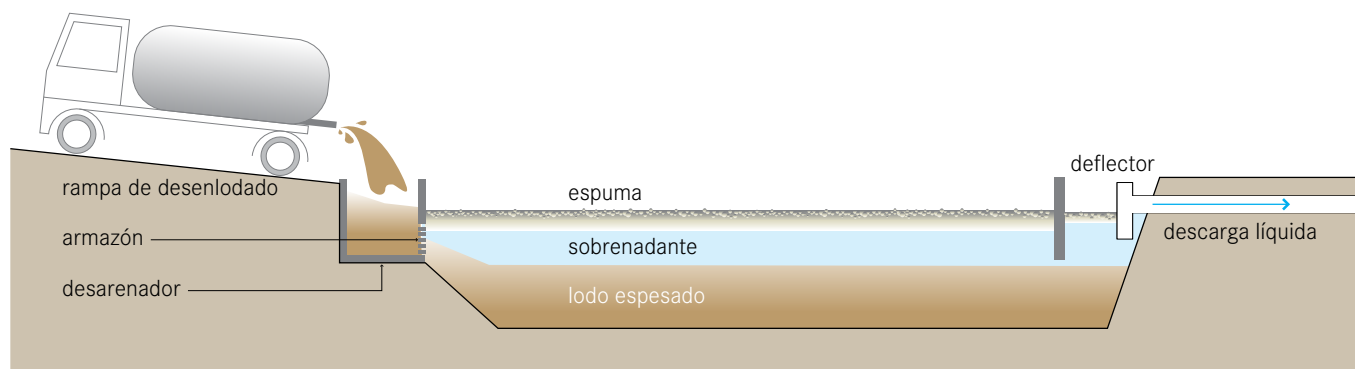 rampa de desenlodado
armazón
desarenador
espuma
sobrenadante
lodo espesado
deflector
descarga líquida